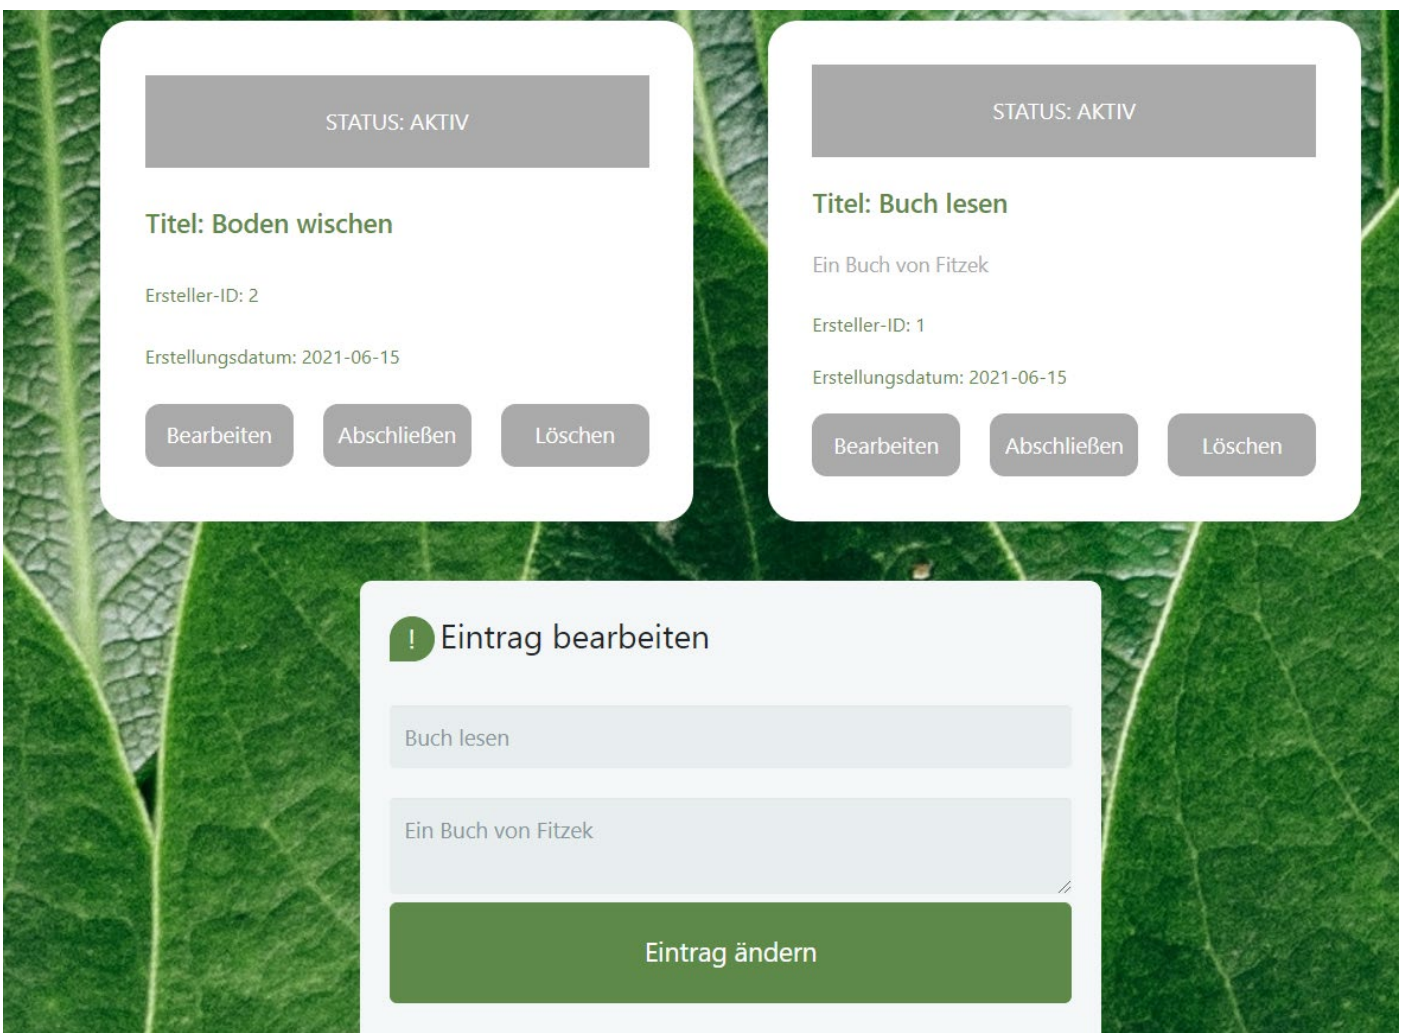 STATUS: AKTIV
Titel: Boden wischen
Ersteller-ID: 2
Erstellungsdatum: 2021-06-15
Bearbeiten Abschließen Löschen
STATUS: AKTIV
Titel: Buch lesen
Ein Buch von Fitzek
Ersteller-ID: 1
Erstellungsdatum: 2021-06-15
Bearbeiten Abschließen Löschen
! Eintrag bearbeiten
Buch lesen
Ein Buch von Fitzek
Eintrag ändern